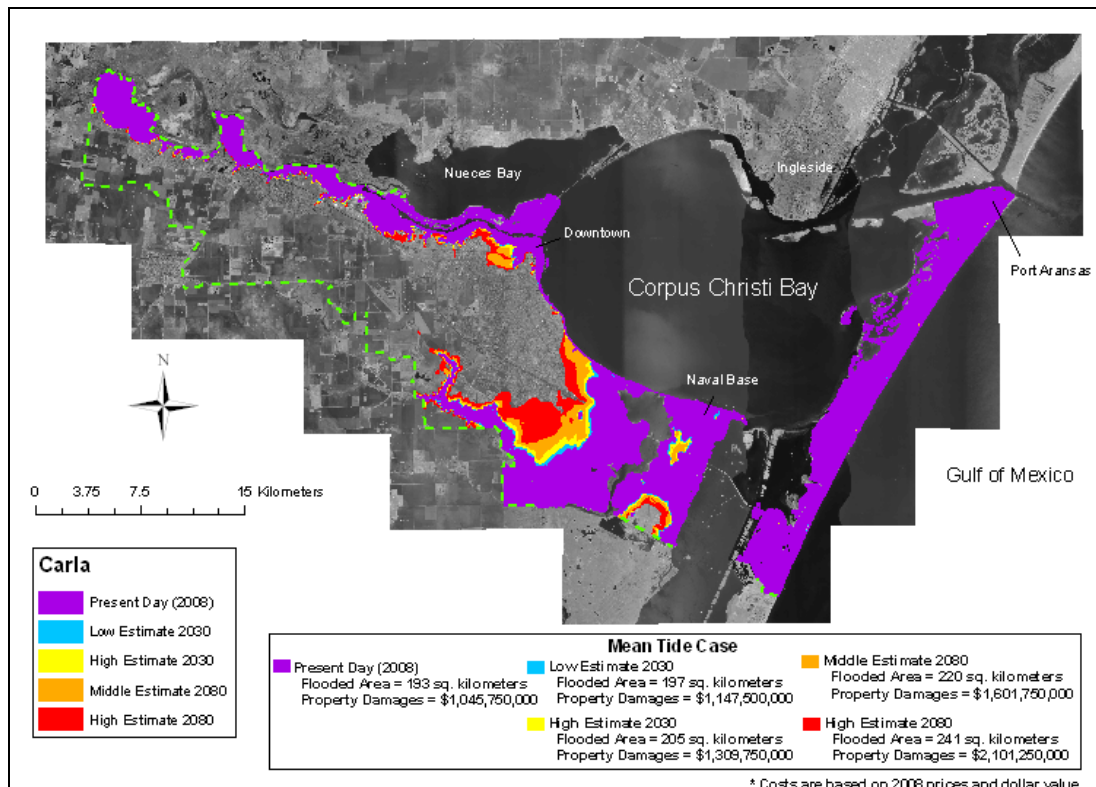 Nueces Bay
Ingleside
Downtown
Port Aransas
Corpus Christi Bay
N
Naval Base
Gulf of Mexico
0 3.75 7.5 15 Kilometers
Carla
Present Day (2008)
Low Estimate 2030
High Estimate 2030
Middle Estimate 2080
High Estimate 2080
Mean Tide Case
Present Day (2008)
Flooded Area = 193 sq. kilometers
Property Damages = $1,045,750,000
Low Estimate 2030
Flooded Area = 197 sq. kilometers
Property Damages = $1,147,500,000
Middle Estimate 2080
Flooded Area = 220 sq. kilometers
Property Damages = $1,601,750,000
High Estimate 2030
Flooded Area = 205 sq. kilometers
Property Damages = $1,309,750,000
High Estimate 2080
Flooded Area = 241 sq. kilometers
Property Damages = $2,101,250,000
* Costs are based on 2008 prices and dollar value